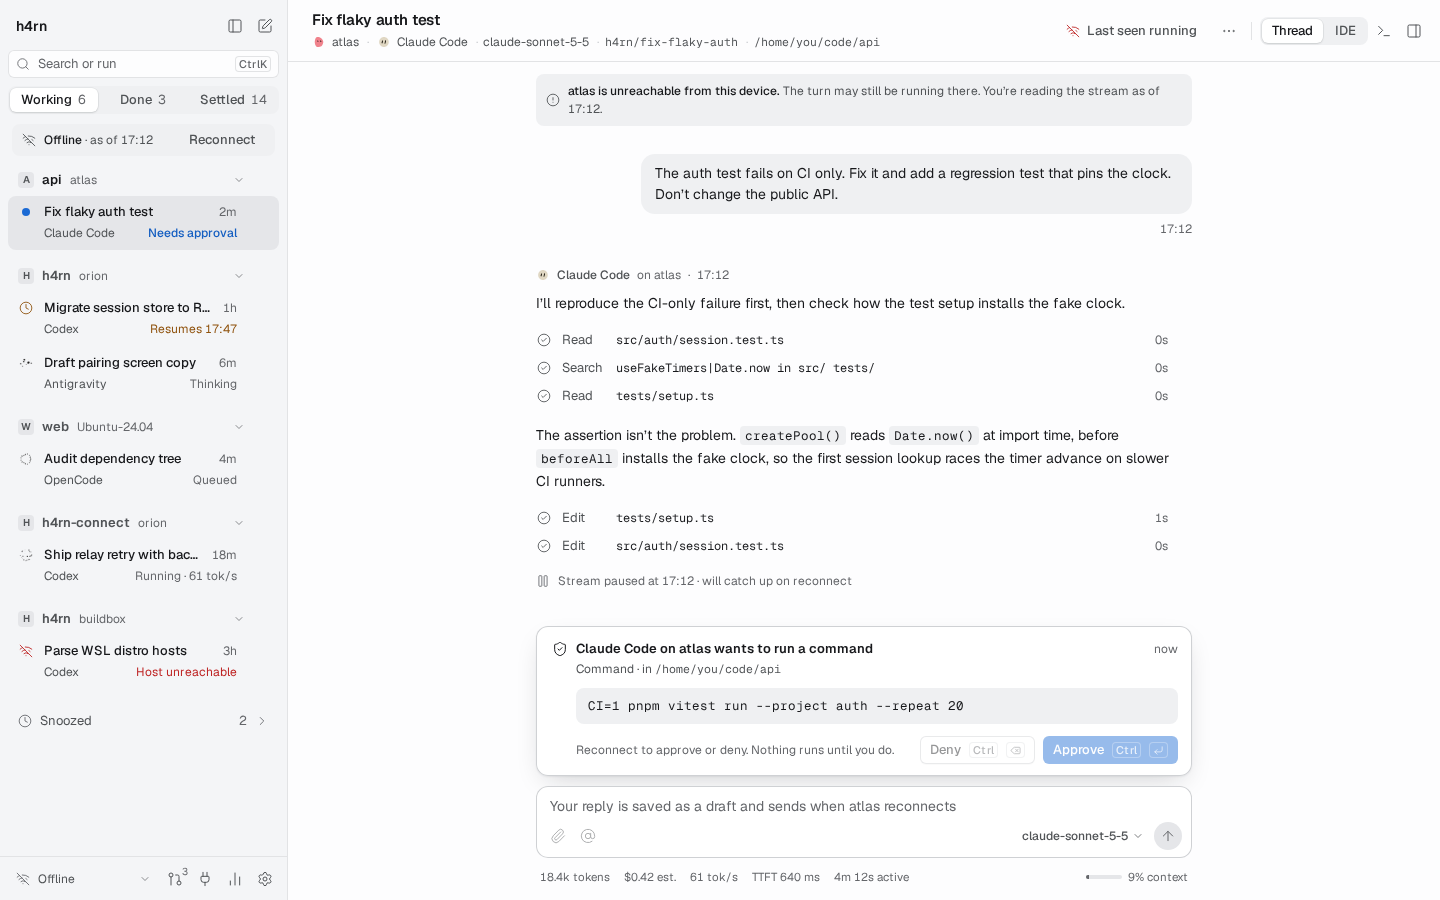 h4rn
Search or run CtrlK
Working 6 Done 3 Settled 14
Offline · as of 17:12 Reconnect
A api atlas
Fix flaky auth test 2m
Claude Code Needs approval
H h4rn orion
Migrate session store to R... 1h
Codex Resumes 17:47
Draft pairing screen copy 6m
Antigravity Thinking
W web Ubuntu-24.04
Audit dependency tree 4m
OpenCode Queued
H h4rn-connect orion
Ship relay retry with bac... 18m
Codex Running · 61 tok/s
H h4rn buildbox
Parse WSL distro hosts 3h
Codex Host unreachable
Snoozed 2
Offline 3
Fix flaky auth test
atlas · Claude Code · claude-sonnet-5-5 · h4rn/fix-flaky-auth · /home/you/code/api
Last seen running Thread IDE
atlas is unreachable from this device. The turn may still be running there. You’re reading the stream as of
17:12.
The auth test fails on CI only. Fix it and add a regression test that pins the clock.
Don’t change the public API.
17:12
Claude Code on atlas · 17:12
I’ll reproduce the CI-only failure first, then check how the test setup installs the fake clock.
Read src/auth/session.test.ts 0s
Search useFakeTimers|Date.now in src/ tests/ 0s
Read tests/setup.ts 0s
The assertion isn’t the problem. createPool() reads Date.now() at import time, before
beforeAll installs the fake clock, so the first session lookup races the timer advance on slower
CI runners.
Edit tests/setup.ts 1s
Edit src/auth/session.test.ts 0s
Stream paused at 17:12 · will catch up on reconnect
Claude Code on atlas wants to run a command now
Command · in /home/you/code/api
CI=1 pnpm vitest run --project auth --repeat 20
Reconnect to approve or deny. Nothing runs until you do. Deny Ctrl Approve Ctrl
Your reply is saved as a draft and sends when atlas reconnects
claude-sonnet-5-5
18.4k tokens $0.42 est. 61 tok/s TTFT 640 ms 4m 12s active 9% context